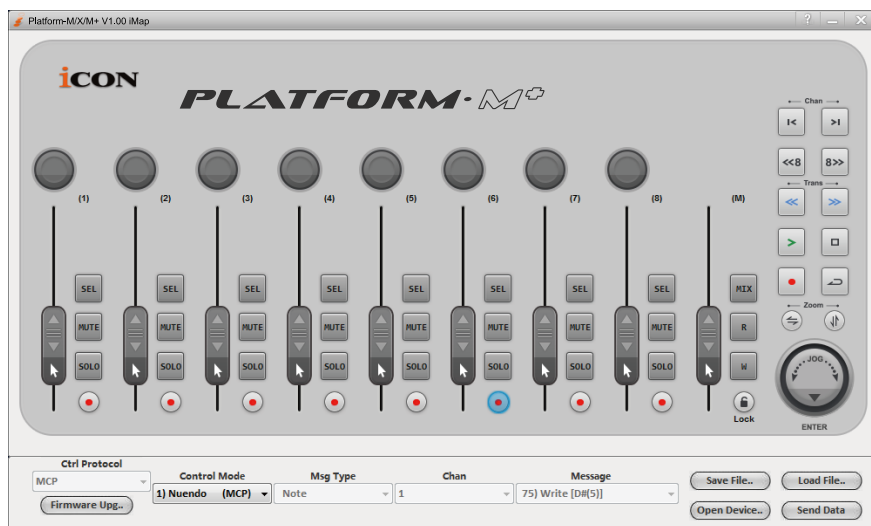 Platform-M/X/M+ V1.00 iMap
? _ X
iCON
PLATFORM·M+
Chan
I< >I
<<8 8>>
Trans
<< >>
(1) (2) (3) (4) (5) (6) (7) (8) (M)
SEL SEL SEL SEL SEL SEL SEL SEL MIX
Zoom
MUTE MUTE MUTE MUTE MUTE MUTE MUTE MUTE R
SOLO SOLO SOLO SOLO SOLO SOLO SOLO SOLO W
JOG
Lock
ENTER
Ctrl Protocol
MCP
Control Mode Msg Type Chan Message
1) Nuendo (MCP) Note 1 75) Write [D#(5)]
Firmware Upg..
Save File.. Load File..
Open Device.. Send Data